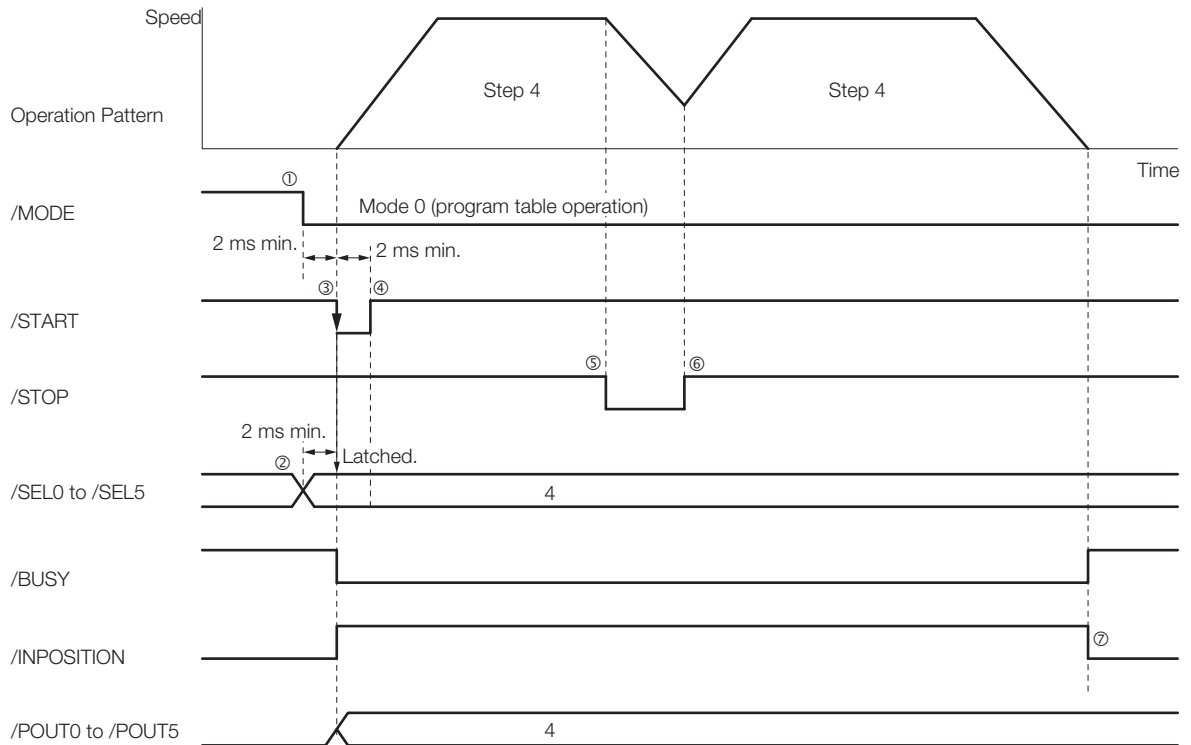 Speed
Step 4
Step 4
Operation Pattern
Time
①
/MODE
Mode 0 (program table operation)
2 ms min.
2 ms min.
③
④
/START
⑤
⑥
/STOP
2 ms min.
Latched.
②
/SEL0 to /SEL5
4
/BUSY
/INPOSITION
⑦
/POUT0 to /POUT5
4